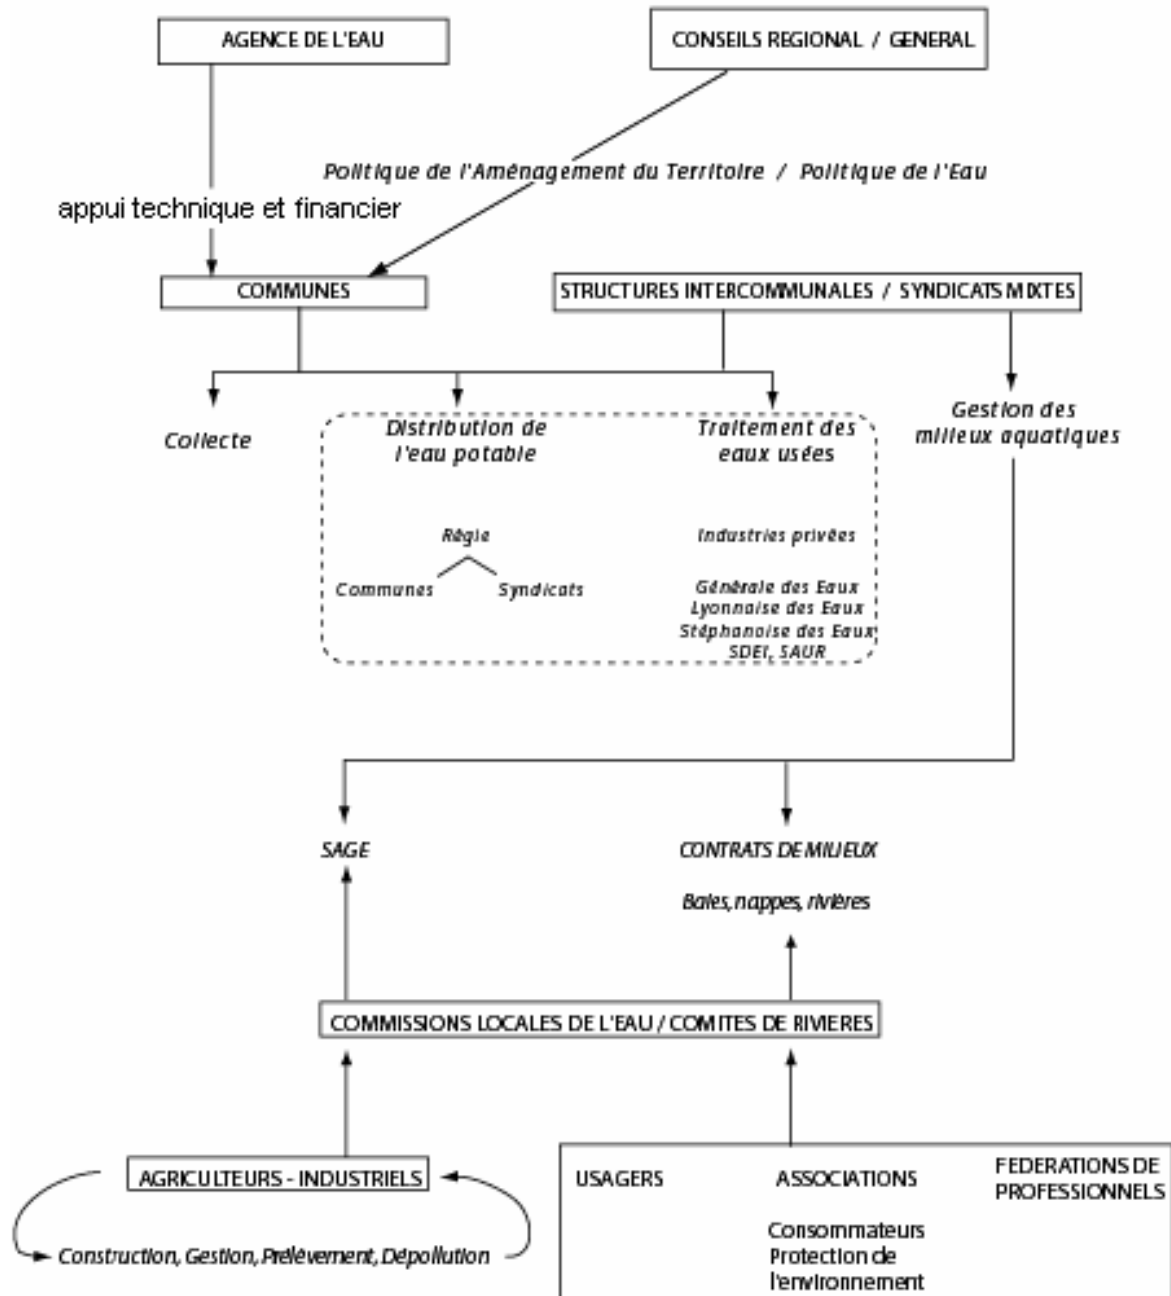 AGENCE DE L'EAU
CONSEILS REGIONAL / GENERAL
Politique de l'Aménagement du Territoire / Politique de l'Eau
appui technique et financier
COMMUNES
STRUCTURES INTERCOMMUNALES / SYNDICATS MIXTES
Collecte
Distribution de
l'eau potable
Traitement des
eaux usées
Gestion des
milieux aquatiques
Régie
Communes
Syndicats
Industries privées
Générale des Eaux
Lyonnaise des Eaux
Stéphanoise des Eaux
SDEI, SAUR
SAGE
CONTRATS DE MILIEUX
Baies, nappes, rivières
COMMISSIONS LOCALES DE L'EAU / COMITES DE RIVIERES
AGRICULTEURS - INDUSTRIELS
Construction, Gestion, Prélèvement, Dépollution
USAGERS
ASSOCIATIONS
Consommateurs
Protection de
l'environnement
FEDERATIONS DE
PROFESSIONNELS